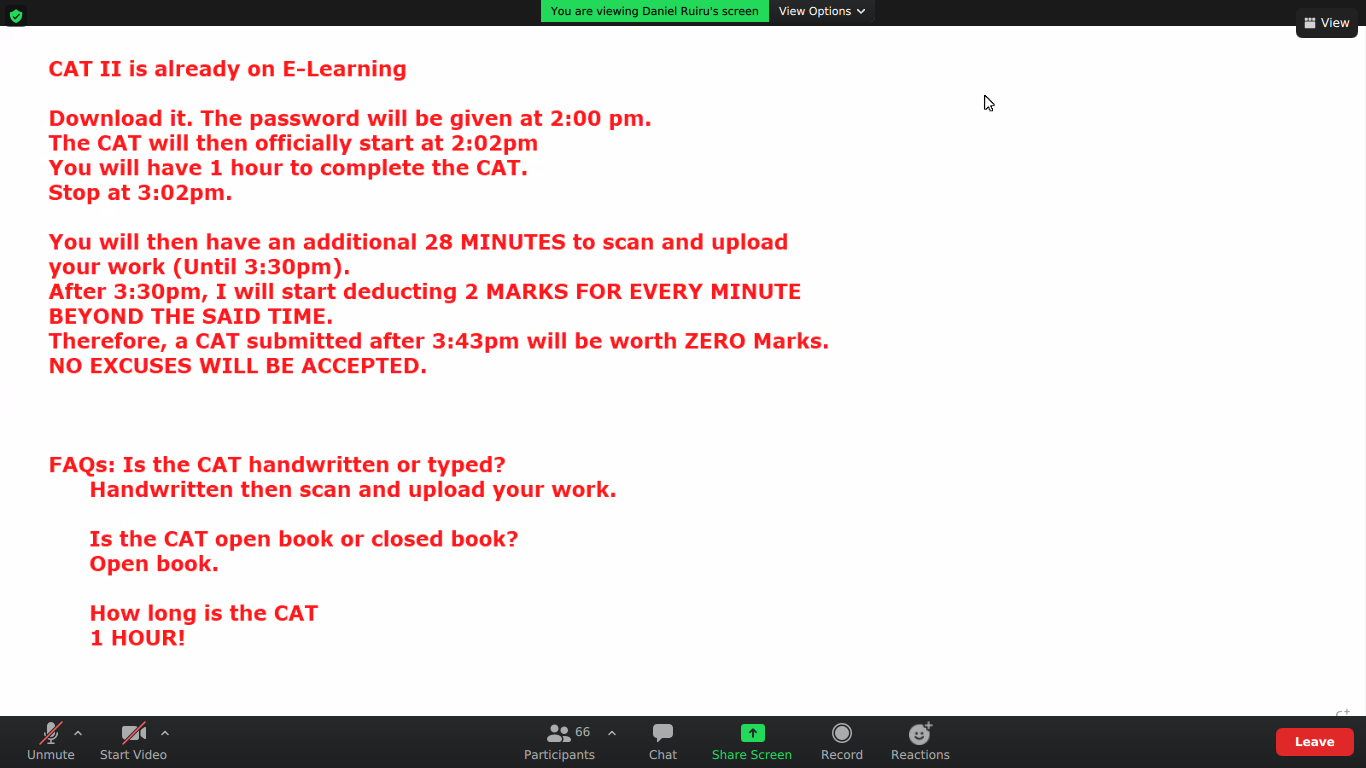 You are viewing Daniel Ruiru's screen
View Options
View
CAT II is already on E-Learning
Download it. The password will be given at 2:00 pm.
The CAT will then officially start at 2:02pm
You will have 1 hour to complete the CAT.
Stop at 3:02pm.
You will then have an additional 28 MINUTES to scan and upload
your work (Until 3:30pm).
After 3:30pm, I will start deducting 2 MARKS FOR EVERY MINUTE
BEYOND THE SAID TIME.
Therefore, a CAT submitted after 3:43pm will be worth ZERO Marks.
NO EXCUSES WILL BE ACCEPTED.
FAQs: Is the CAT handwritten or typed?
Handwritten then scan and upload your work.
Is the CAT open book or closed book?
Open book.
How long is the CAT
1 HOUR!
66
Unmute
Start Video
Participants
Chat
Share Screen
Record
Reactions
Leave